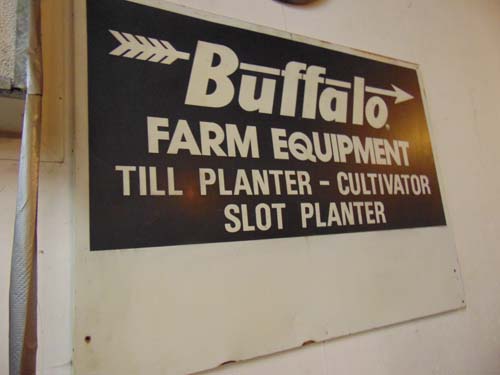 Buffalo
FARM EQUIPMENT
TILL PLANTER - CULTIVATOR
SLOT PLANTER